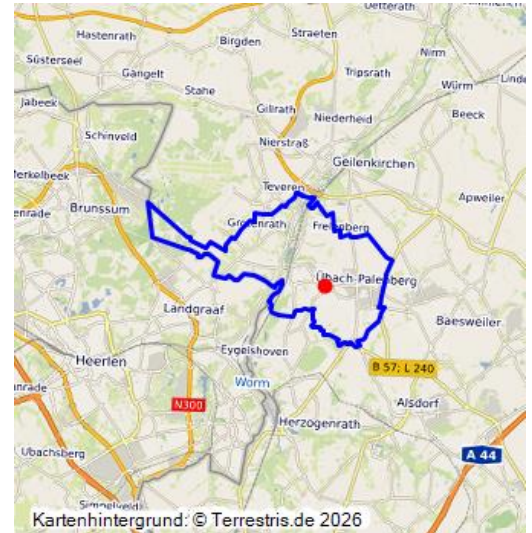 Uetterath
Hastenrath
Birgden
Straeten
Nirm
Süsterseel
Gangelt
Tripsrath
Linde
Stahe
Würm
Jabeek
Gillrath
Niederheid
Beeck
Schinveld
Nierstraß
Geilenkirchen
Merkelbeek
Teveren
Apweiler
Brunssum
Grotenrath
Frelenberg
Übach-Palenberg
Landgraaf
Baesweiler
Eygelshoven
Heerlen
Worm
B 57; L 240
N300
Alsdorf
Herzogenrath
Ubachsberg
A 44
Simpelveld
Kartenhintergrund: © Terrestris.de 2026